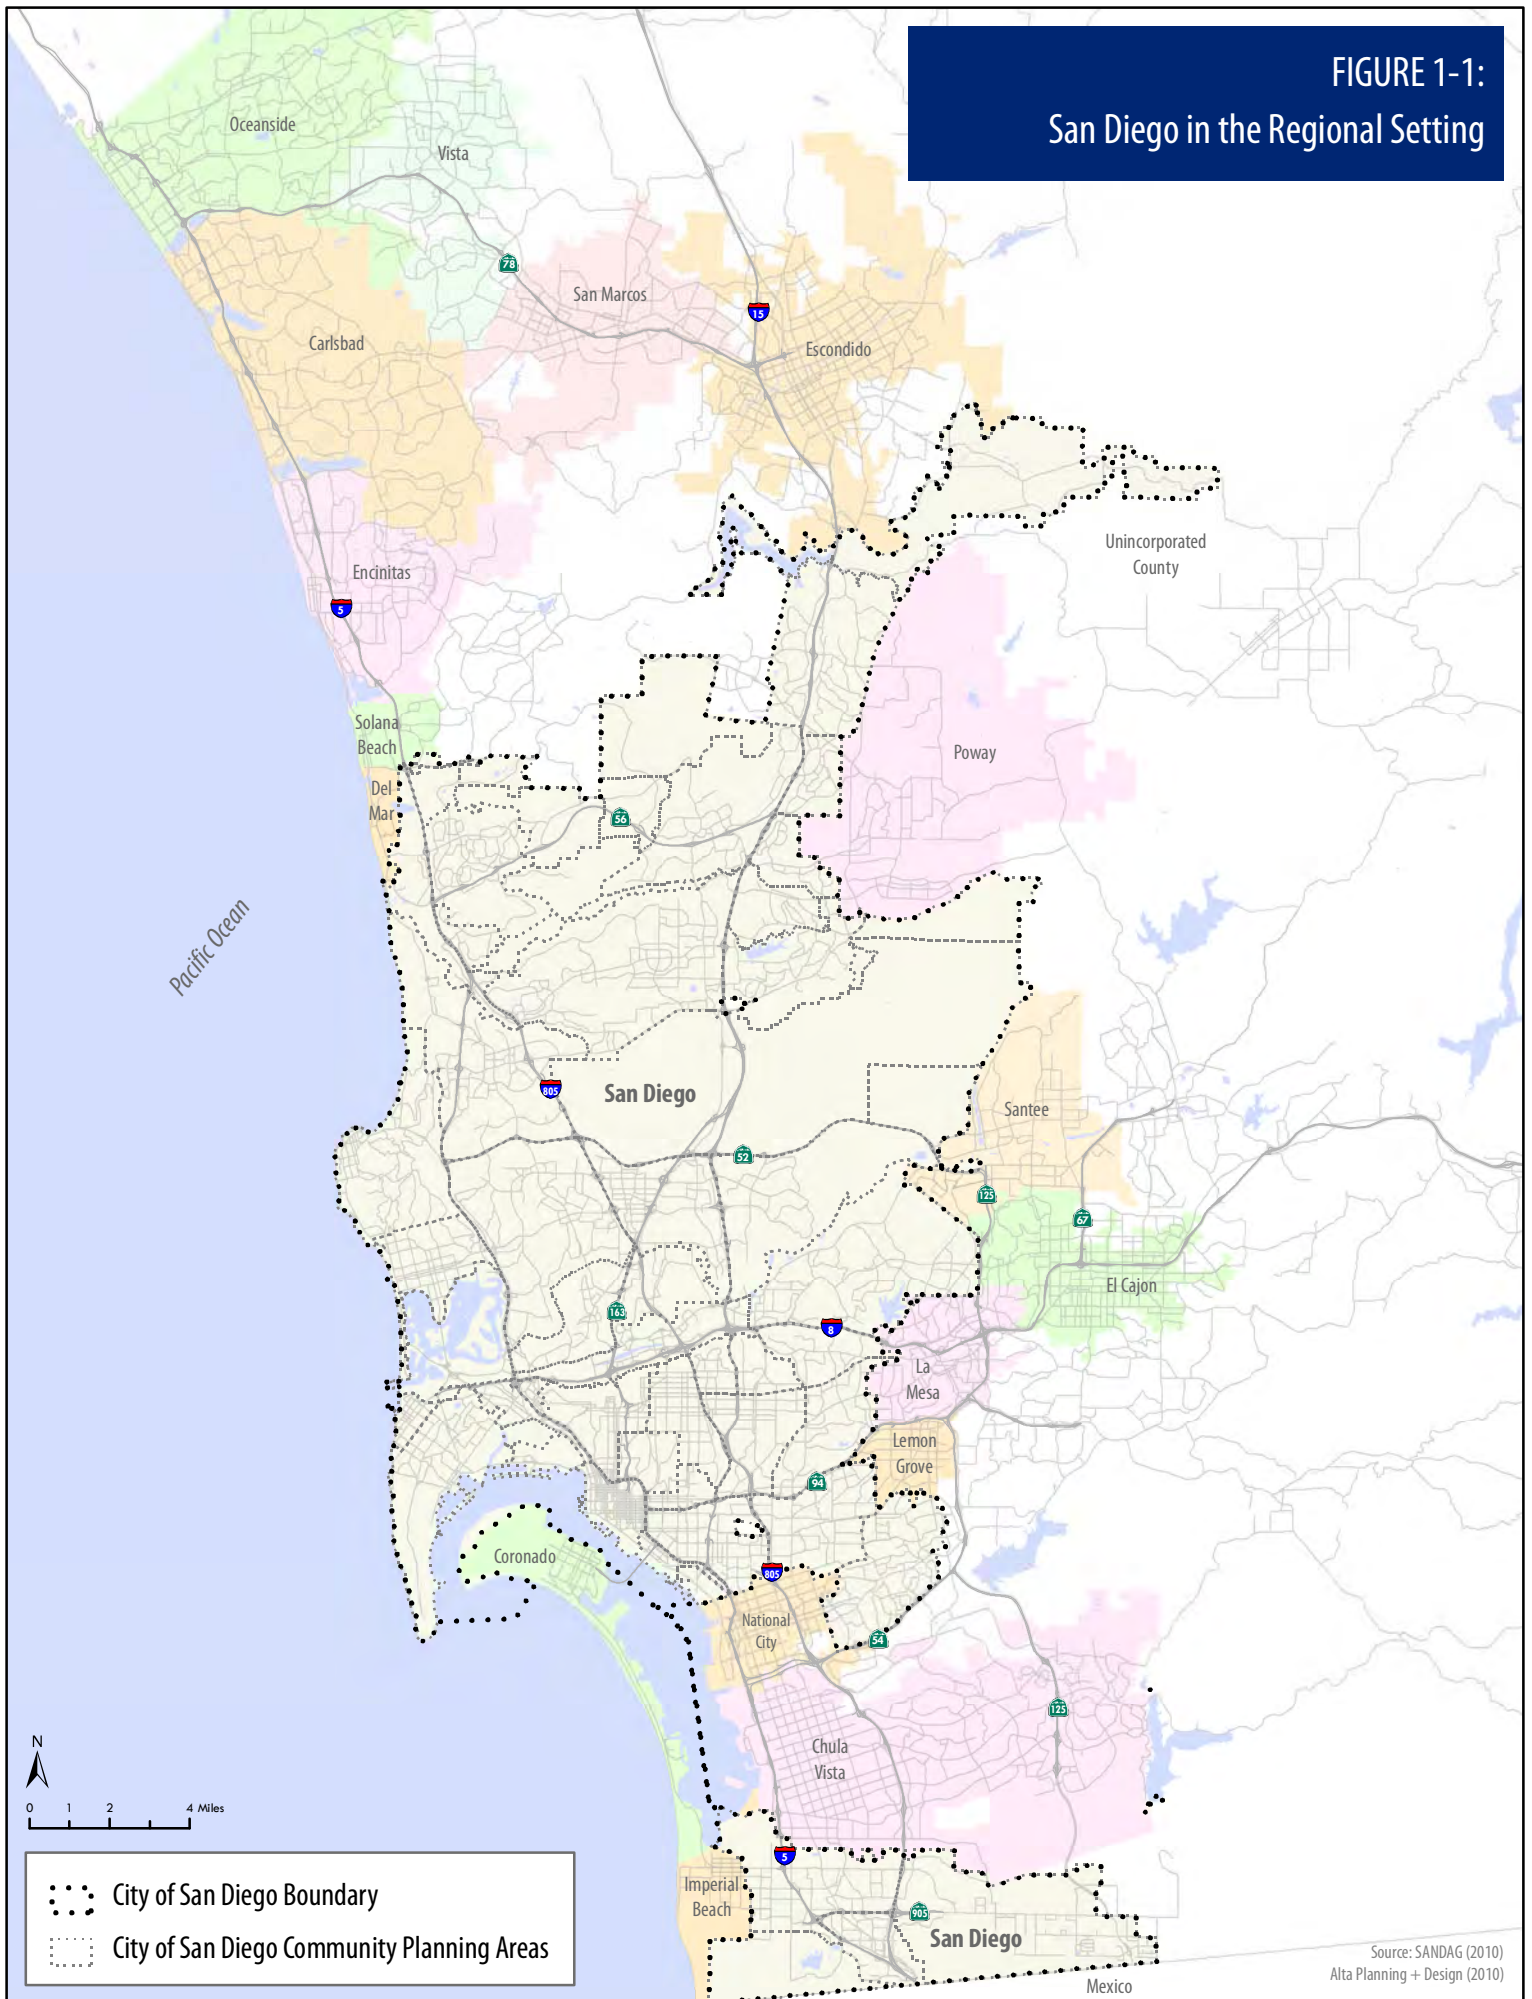 FIGURE 1-1:
San Diego in the Regional Setting
Oceanside
Vista
78
San Marcos
15
Carlsbad
Escondido
Unincorporated
County
Encinitas
5
Solana
Beach
Poway
Del
Mar
56
Pacific Ocean
805
San Diego
Santee
52
125
67
El Cajon
163
8
La
Mesa
Lemon
Grove
94
Coronado
805
National
City
54
125
Chula
Vista
N
0 1 2 4 Miles
5
Imperial
Beach
905
San Diego
Mexico
City of San Diego Boundary
City of San Diego Community Planning Areas
Source: SANDAG (2010)
Alta Planning + Design (2010)